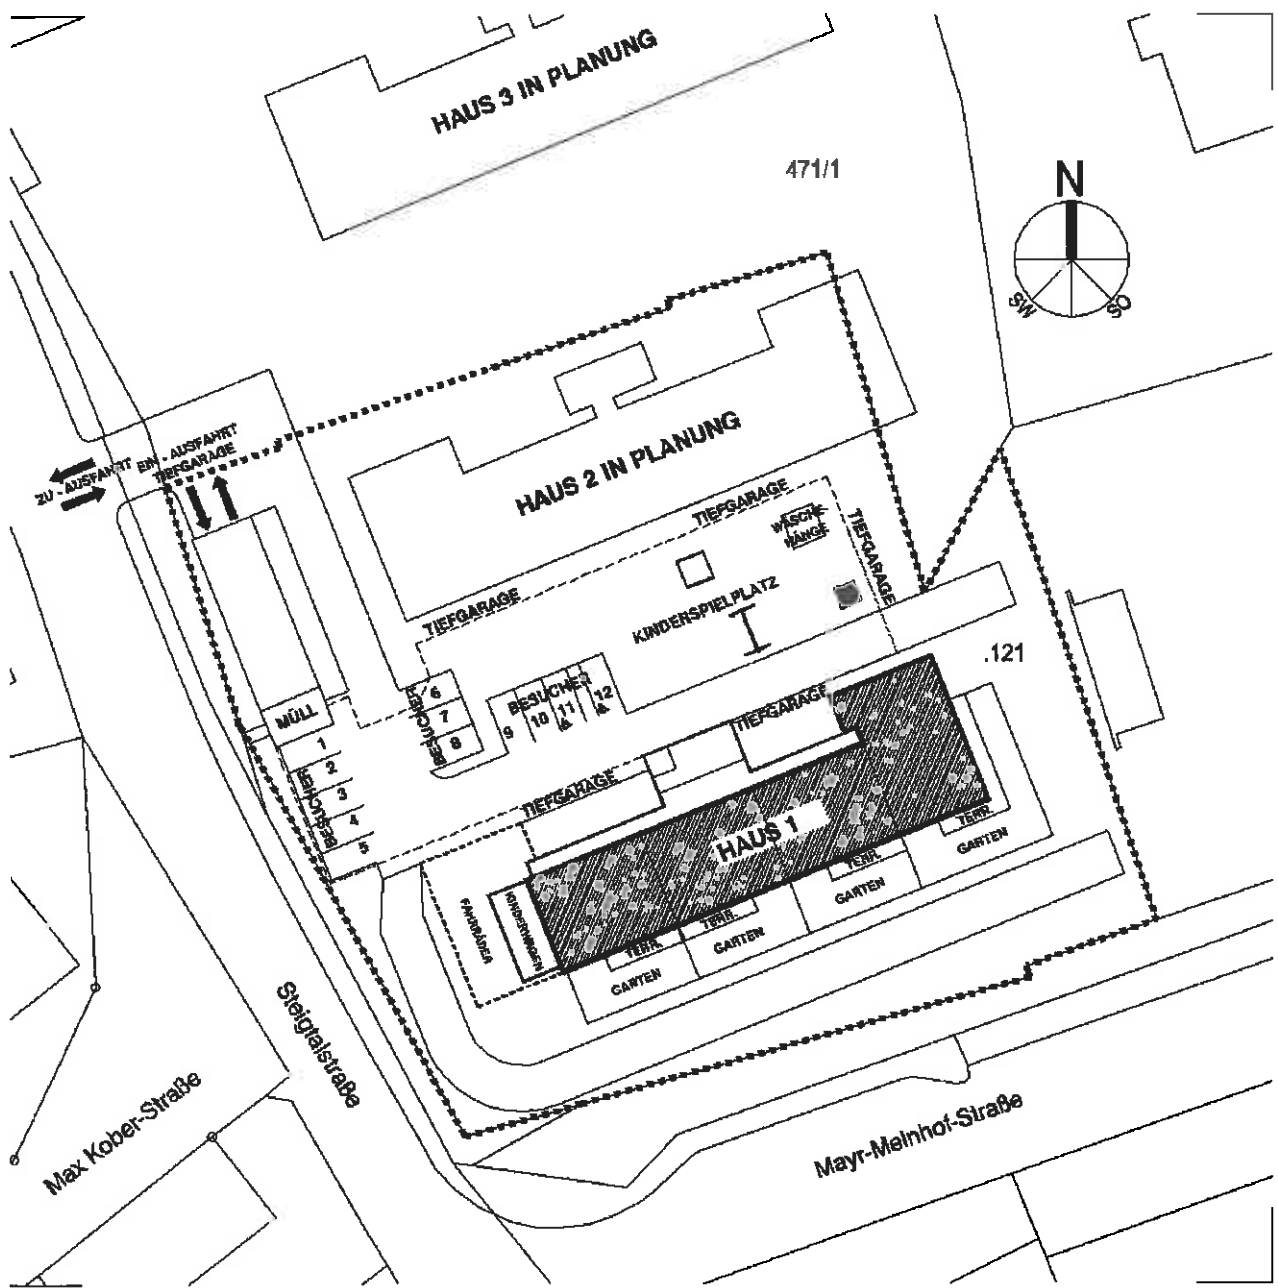 HAUS 3 IN PLANUNG
471/1
N
SW
SO
EIN - AUSFAHRT
TIEFGARAGE
ZU - AUSFAHRT
HAUS 2 IN PLANUNG
TIEFGARAGE
WÄSCHE
HÄNGE
TIEFGARAGE
TIEFGARAGE
KINDERSPIELPLATZ
.121
MÜLL
BESUCHER
6
7
8
BESUCHER
9
10
11
12
TIEFGARAGE
1
2
3
4
5
BESUCHER
TIEFGARAGE
HAUS 1
FAHRRÄDER
KINDERWAGEN
TERR.
GARTEN
TERR.
GARTEN
TERR.
GARTEN
TERR.
GARTEN
Steigtalstraße
Max Kober-Straße
Mayr-Melnhof-Straße